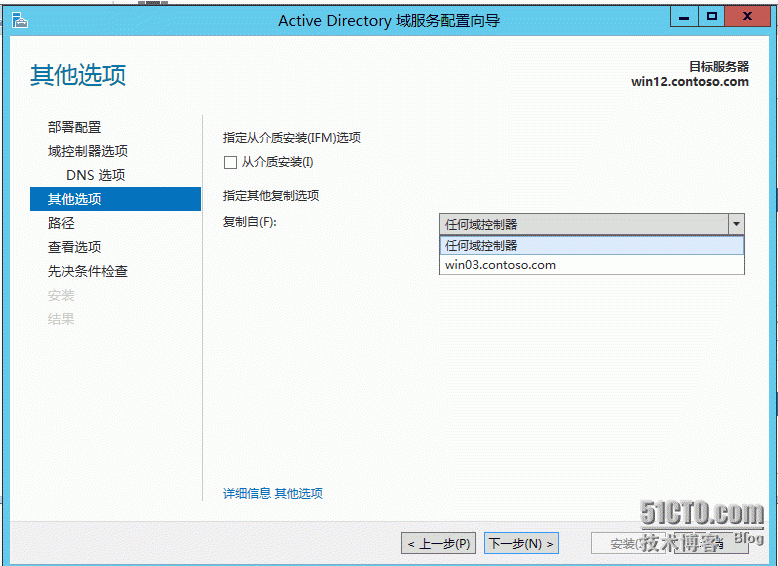 Active Directory 域服务配置向导
其他选项
目标服务器
win12.contoso.com
部署配置
域控制器选项
DNS 选项
其他选项
路径
查看选项
先决条件检查
安装
结果
指定从介质安装(IFM)选项
从介质安装(I)
指定其他复制选项
复制自(F):
任何域控制器
任何域控制器
win03.contoso.com
详细信息 其他选项
< 上一步(P)
下一步(N) >
安装(
51CTO.com
技术博客 Blog